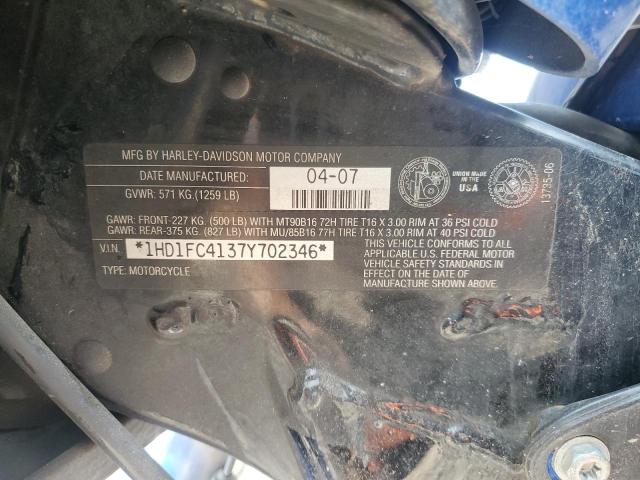 MFG BY HARLEY-DAVIDSON MOTOR COMPANY
DATE MANUFACTURED: 04-07
GVWR: 571 KG.(1259 LB)
UNION MADE IN THE
USA
13795-06
GAWR: FRONT-227 KG. (500 LB) WITH MT90B16 72H TIRE T16 X 3.00 RIM AT 36 PSI COLD
GAWR: REAR-375 KG. (827 LB) WITH MU/85B16 77H TIRE T16 X 3.00 RIM AT 40 PSI COLD
V.I.N. *1HD1FC4137Y702346*
TYPE: MOTORCYCLE
THIS VEHICLE CONFORMS TO ALL
APPLICABLE U.S. FEDERAL MOTOR
VEHICLE SAFETY STANDARDS IN
EFFECT ON THE DATE OF
MANUFACTURE SHOWN ABOVE.